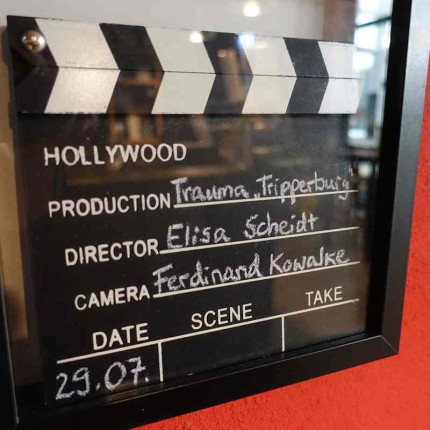 HOLLYWOOD
PRODUCTION Trauma „Tripperburg"
DIRECTOR Elisa Scheidt
CAMERA Ferdinand Kowalke
DATE SCENE TAKE
29.07.